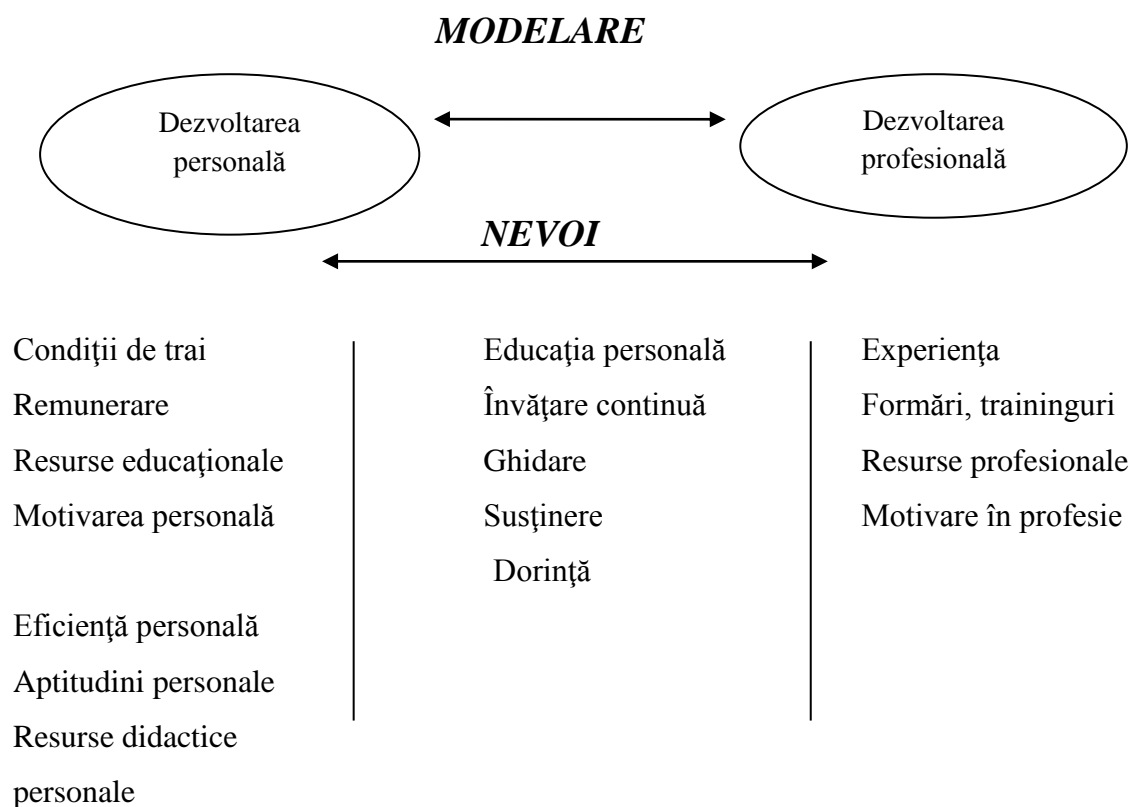 MODELARE
Dezvoltarea
personală
Dezvoltarea
profesională
NEVOI
Condiţii de trai
Remunerare
Resurse educaţionale
Motivarea personală
Eficienţă personală
Aptitudini personale
Resurse didactice
personale
Educaţia personală
Învăţare continuă
Ghidare
Susţinere
Dorinţă
Experienţa
Formări, traininguri
Resurse profesionale
Motivare în profesie